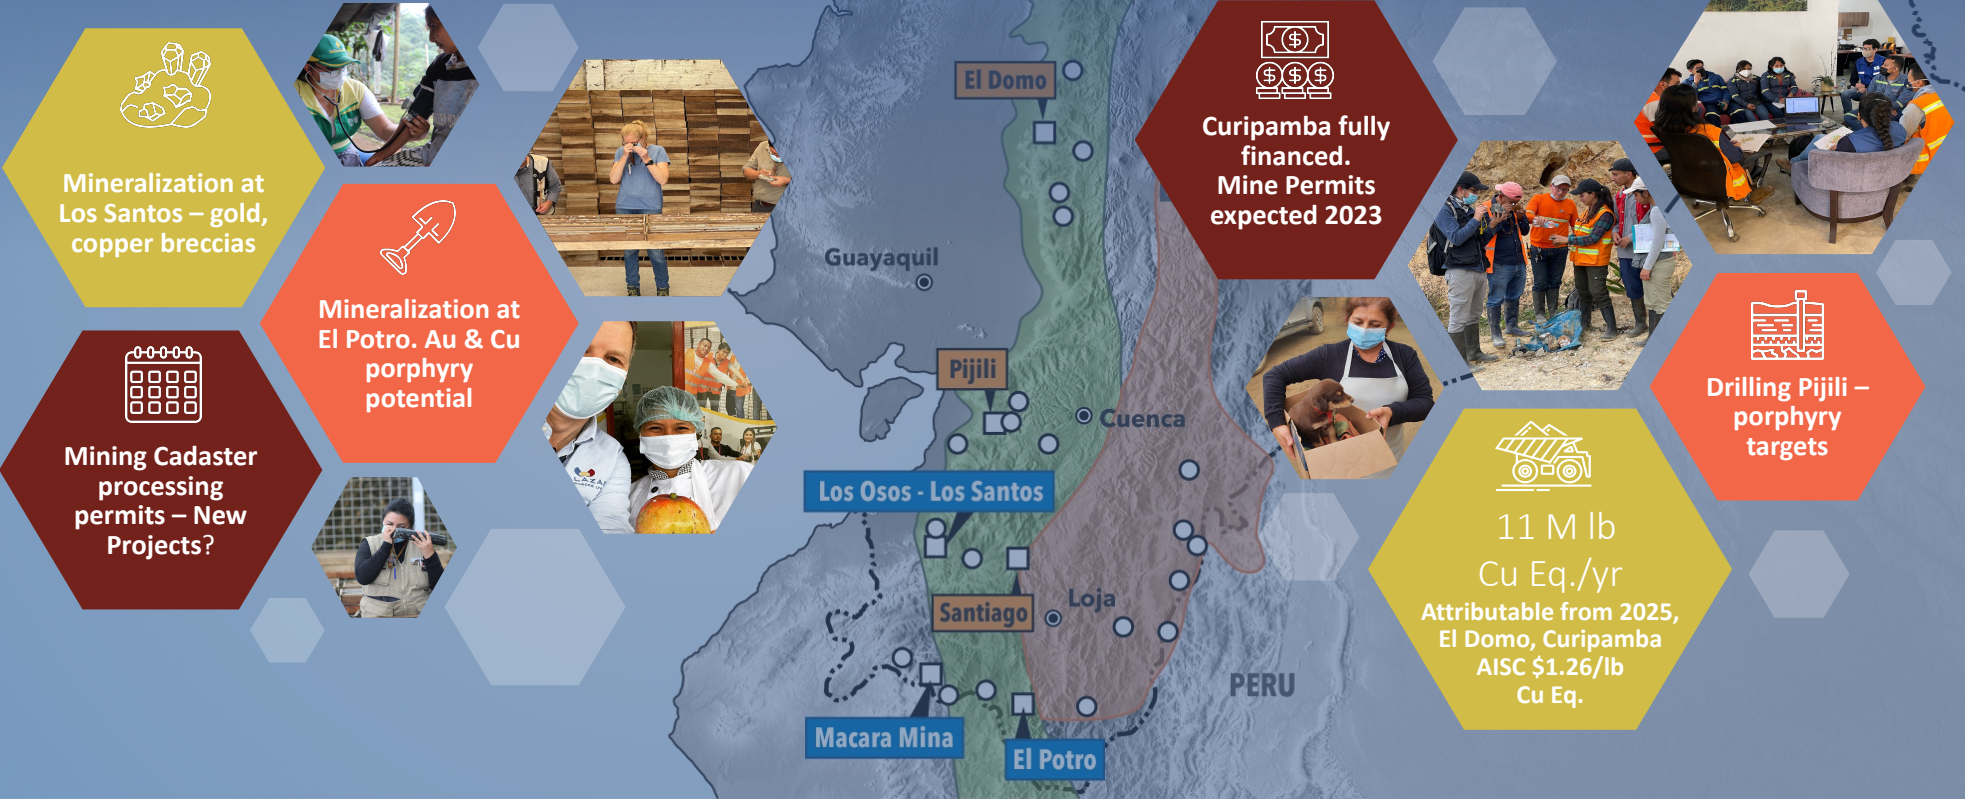 Mineralization at
Los Santos – gold,
copper breccias
Mineralization at
El Potro. Au & Cu
porphyry
potential
Mining Cadaster
processing
permits – New
Projects?
El Domo
Guayaquil
Pijili
Cuenca
Los Osos - Los Santos
Santiago
Loja
Macara Mina
El Potro
PERU
Curipamba fully
financed.
Mine Permits
expected 2023
Drilling Pijili –
porphyry
targets
11 M lb
Cu Eq./yr
Attributable from 2025,
El Domo, Curipamba
AISC $1.26/lb
Cu Eq.